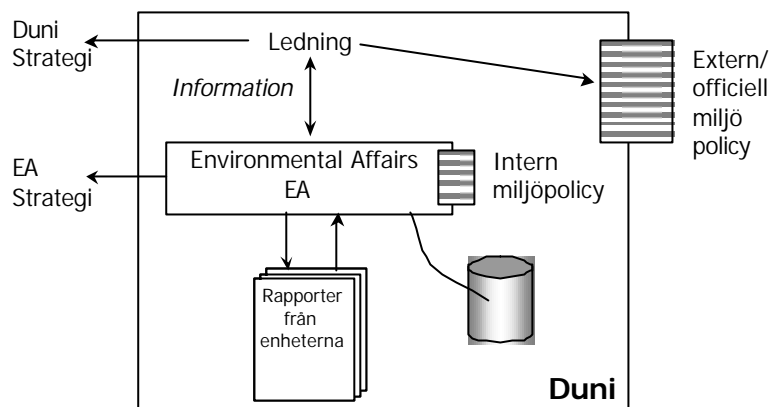 Duni
Strategi
Ledning
Information
Extern/
officiell
miljö
policy
EA
Strategi
Environmental Affairs
EA
Intern
miljöpolicy
Rapporter
från
enheterna
Duni